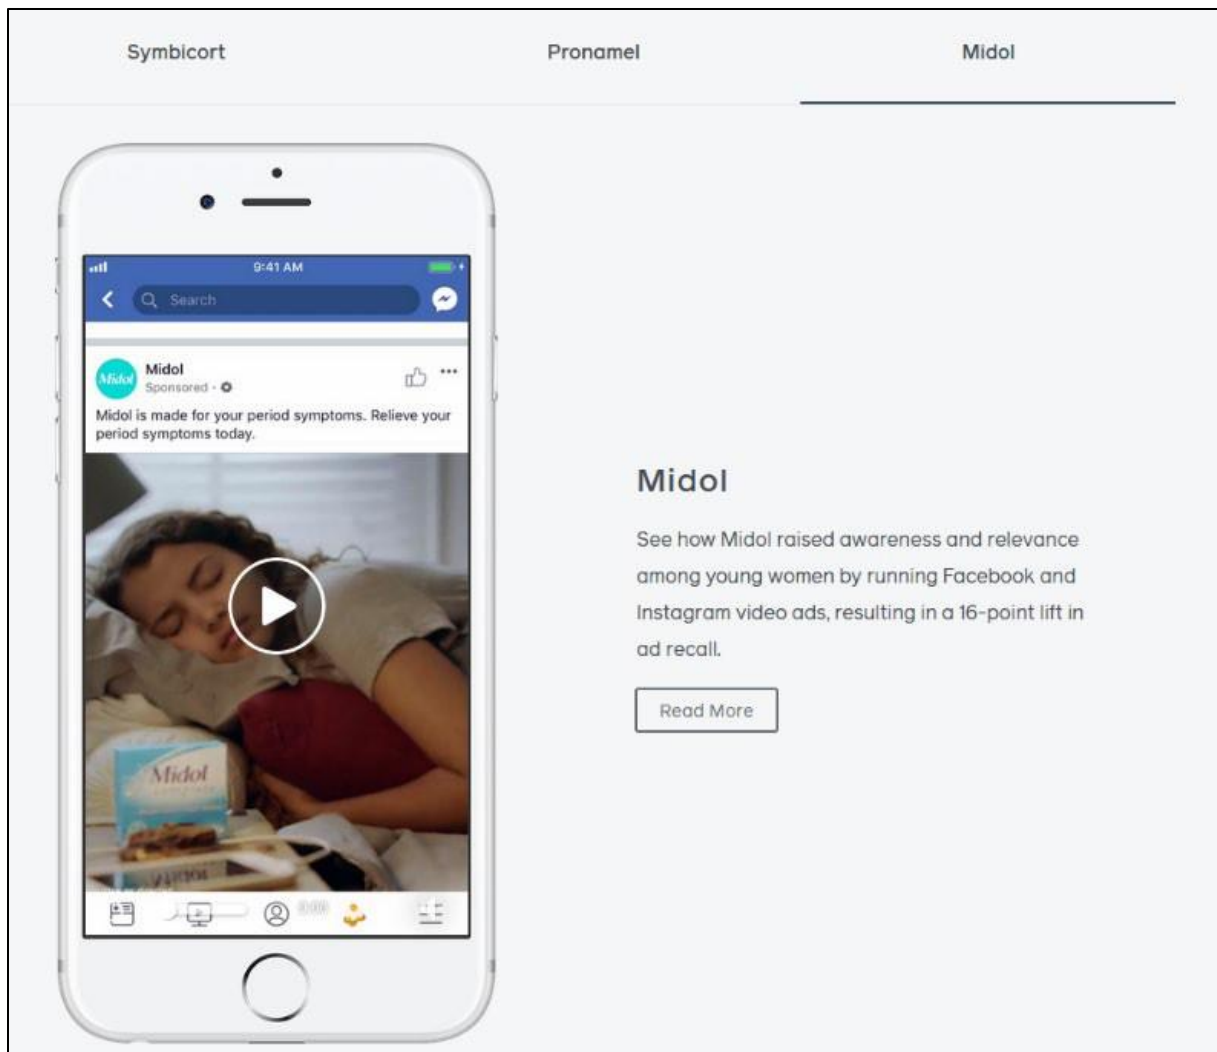 Symbicort
Pronamel
Midol
9:41 AM
Search
Midol
Midol
Sponsored ·
Midol is made for your period symptoms. Relieve your
period symptoms today.
Midol
Midol
See how Midol raised awareness and relevance
among young women by running Facebook and
Instagram video ads, resulting in a 16-point lift in
ad recall.
Read More